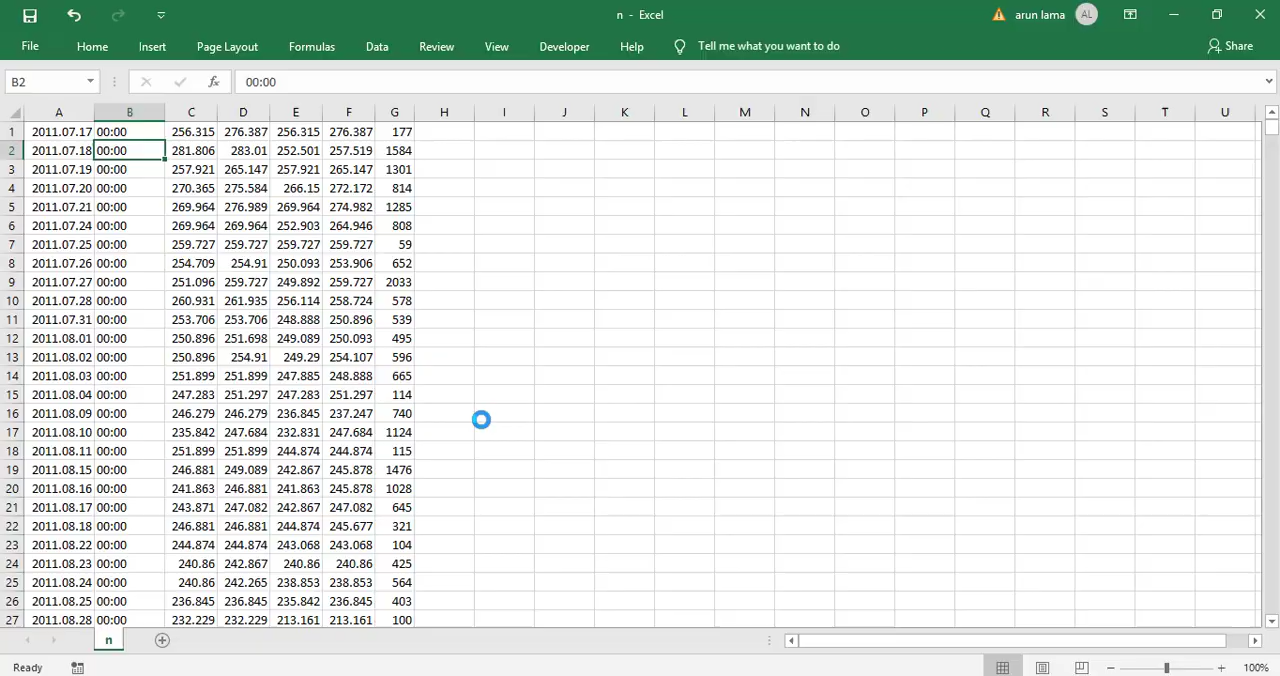 n - Excel
arun lama AL
File Home Insert Page Layout Formulas Data Review View Developer Help Tell me what you want to do Share
B2 fx 00:00
A B C D E F G H I J K L M N O P Q R S T U
1 2011.07.17 00:00 256.315 276.387 256.315 276.387 177
2 2011.07.18 00:00 281.806 283.01 252.501 257.519 1584
3 2011.07.19 00:00 257.921 265.147 257.921 265.147 1301
4 2011.07.20 00:00 270.365 275.584 266.15 272.172 814
5 2011.07.21 00:00 269.964 276.989 269.964 274.982 1285
6 2011.07.24 00:00 269.964 269.964 252.903 264.946 808
7 2011.07.25 00:00 259.727 259.727 259.727 259.727 59
8 2011.07.26 00:00 254.709 254.91 250.093 253.906 652
9 2011.07.27 00:00 251.096 259.727 249.892 259.727 2033
10 2011.07.28 00:00 260.931 261.935 256.114 258.724 578
11 2011.07.31 00:00 253.706 253.706 248.888 250.896 539
12 2011.08.01 00:00 250.896 251.698 249.089 250.093 495
13 2011.08.02 00:00 250.896 254.91 249.29 254.107 596
14 2011.08.03 00:00 251.899 251.899 247.885 248.888 665
15 2011.08.04 00:00 247.283 251.297 247.283 251.297 114
16 2011.08.09 00:00 246.279 246.279 236.845 237.247 740
17 2011.08.10 00:00 235.842 247.684 232.831 247.684 1124
18 2011.08.11 00:00 251.899 251.899 244.874 244.874 115
19 2011.08.15 00:00 246.881 249.089 242.867 245.878 1476
20 2011.08.16 00:00 241.863 246.881 241.863 245.878 1028
21 2011.08.17 00:00 243.871 247.082 242.867 247.082 645
22 2011.08.18 00:00 246.881 246.881 244.874 245.677 321
23 2011.08.22 00:00 244.874 244.874 243.068 243.068 104
24 2011.08.23 00:00 240.86 242.867 240.86 240.86 425
25 2011.08.24 00:00 240.86 242.265 238.853 238.853 564
26 2011.08.25 00:00 236.845 236.845 235.842 236.845 403
27 2011.08.28 00:00 232.229 232.229 213.161 213.161 100
n
Ready 100%